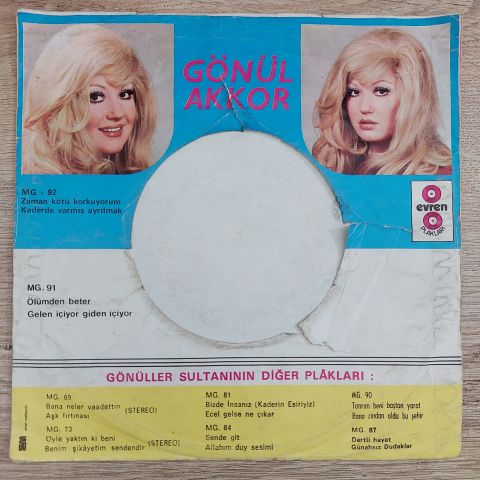 GÖNÜL
AKKOR
MG - 92
Zaman kötü korkuyorum
Kaderde varmış ayrılmak
evren
PLAKLARI
MG. 91
Ölümden beter
Gelen içiyor giden içiyor
GÖNÜLLER SULTANININ DİĞER PLÂKLARI :
MG. 69
Bana neler vaadettin
Aşk fırtınası
(STEREO)
MG. 73
Öyle yaktın ki beni
Benim şikâyetim sendendir
(STEREO)
MG. 81
Bizde İnsanız (Kaderin Esiriyiz)
Ecel gelse ne çıkar
MG. 84
Sende git
Allahım duy sesimi
MG. 90
Tanrım beni baştan yarat
Bana zindan oldu bu şehir
MG. 87
Dertli hayat
Günahsız Dudaklar